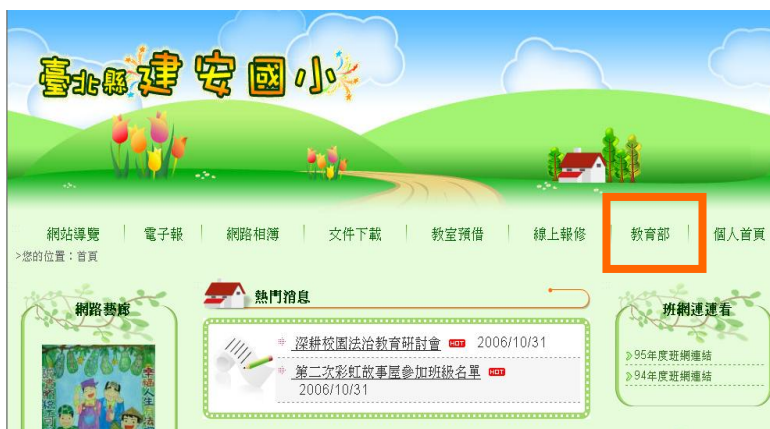 臺北縣建安國小
網站導覽 電子報 網路相簿 文件下載 教室預借 線上報修 教育部 個人首頁
>您的位置：首頁
網路藝廊
熱門消息
深耕校園法治教育研討會 HOT 2006/10/31
第二次彩虹故事屋參加班級名單 HOT
2006/10/31
班網連連看
95年度班網連結
94年度班網連結